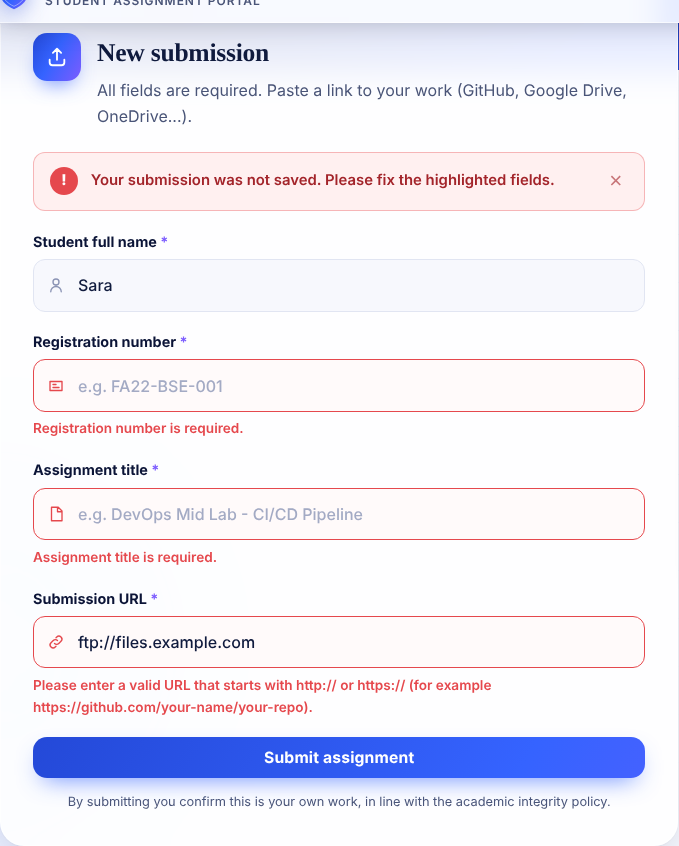 STUDENT ASSIGNMENT PORTAL
New submission
All fields are required. Paste a link to your work (GitHub, Google Drive,
OneDrive...).
! Your submission was not saved. Please fix the highlighted fields. ×
Student full name *
Sara
Registration number *
e.g. FA22-BSE-001
Registration number is required.
Assignment title *
e.g. DevOps Mid Lab - CI/CD Pipeline
Assignment title is required.
Submission URL *
ftp://files.example.com
Please enter a valid URL that starts with http:// or https:// (for example
https://github.com/your-name/your-repo).
Submit assignment
By submitting you confirm this is your own work, in line with the academic integrity policy.